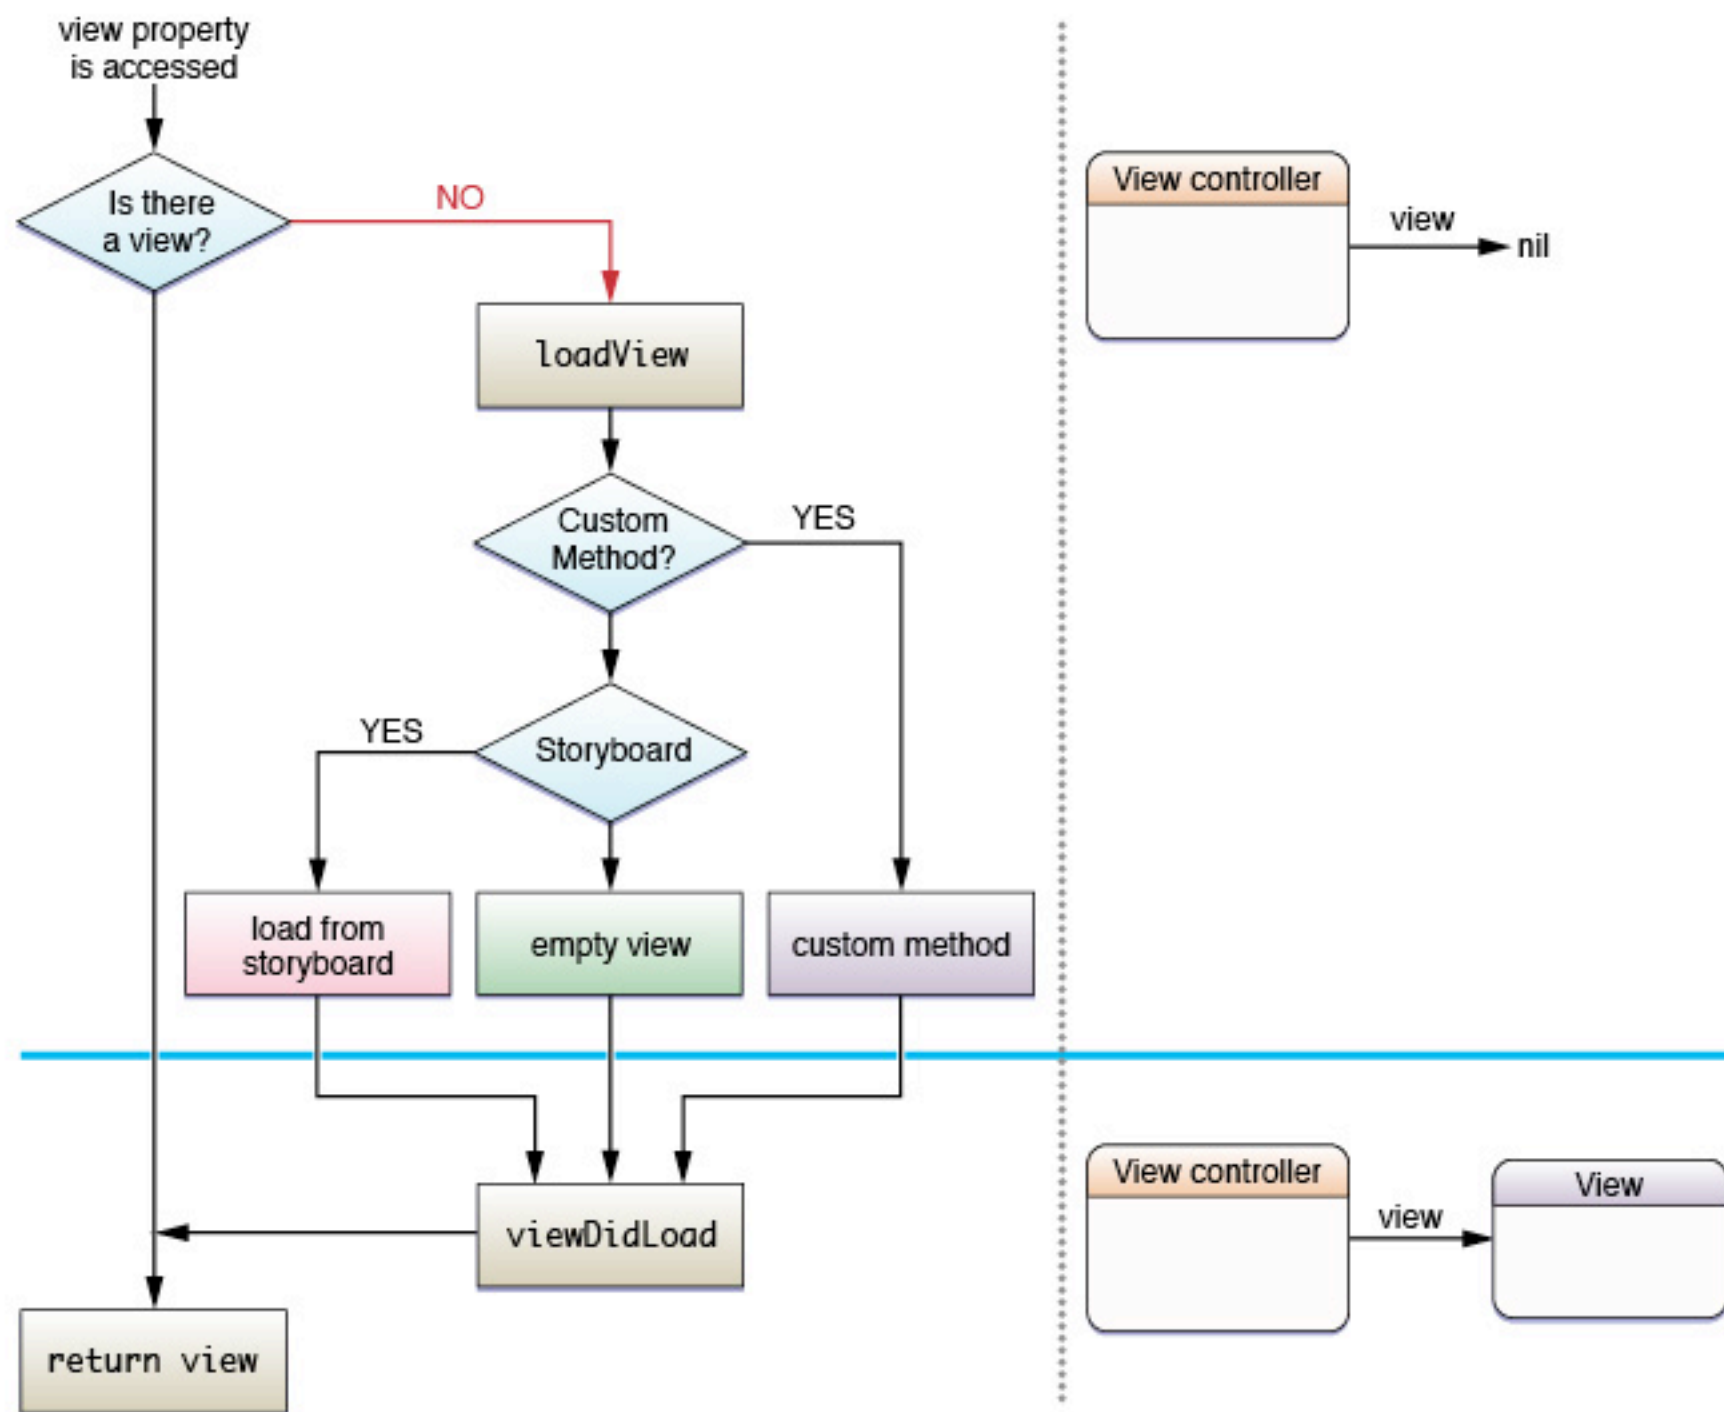 view property
is accessed
Is there
a view?
NO
View controller
view
nil
loadView
Custom
Method?
YES
YES
Storyboard
load from
storyboard
empty view
custom method
View controller
view
View
viewDidLoad
return view